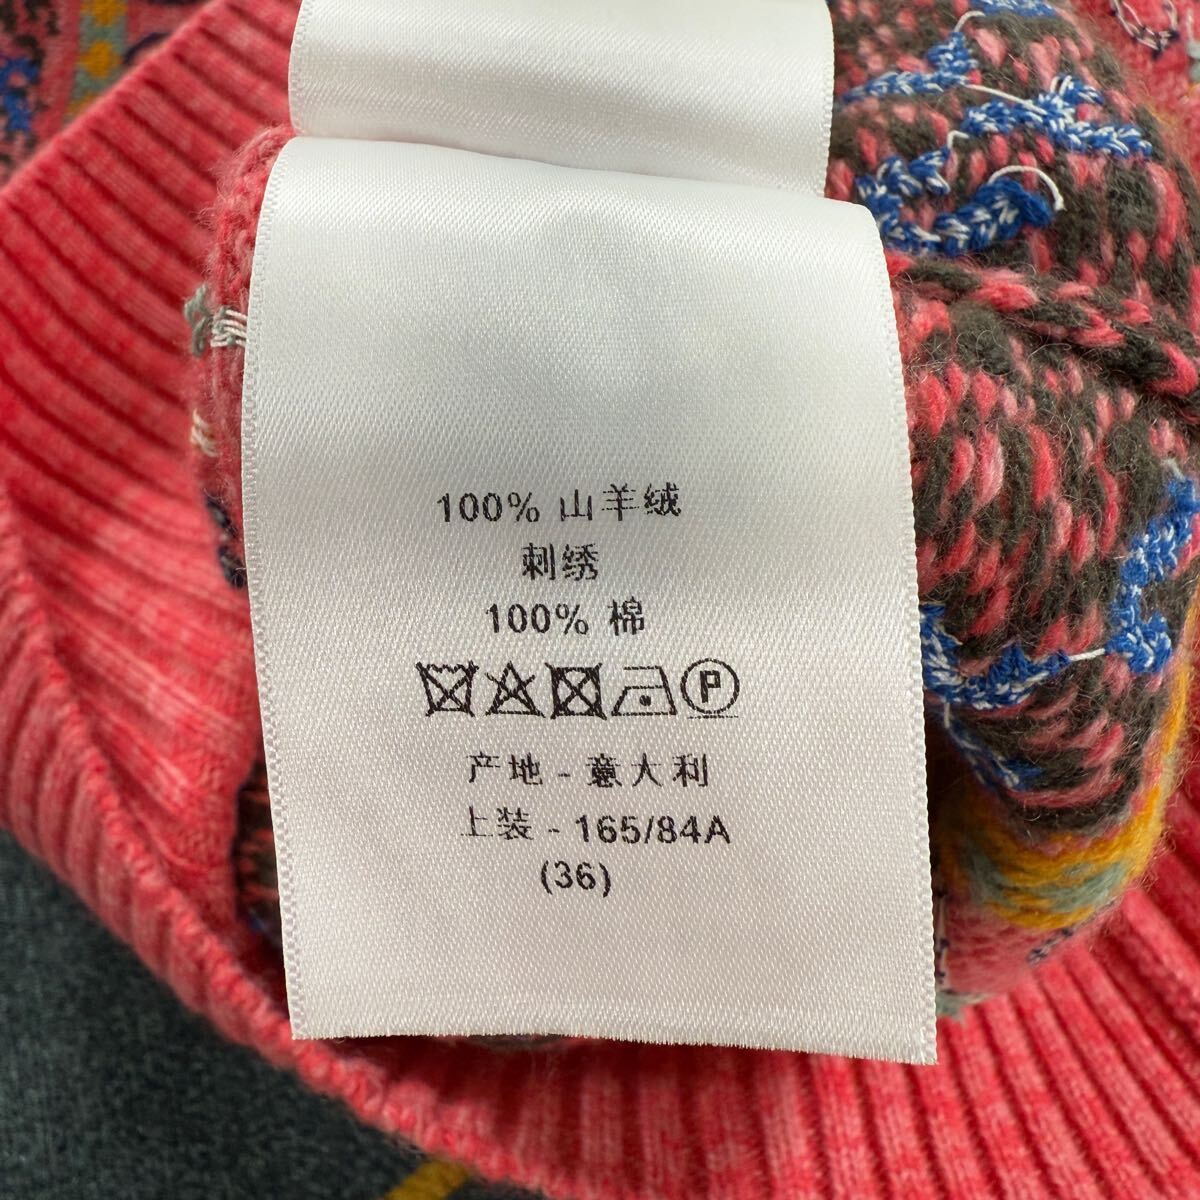 100% 山羊绒
刺绣
100% 棉
P
产地 - 意大利
上装 - 165/84A
(36)